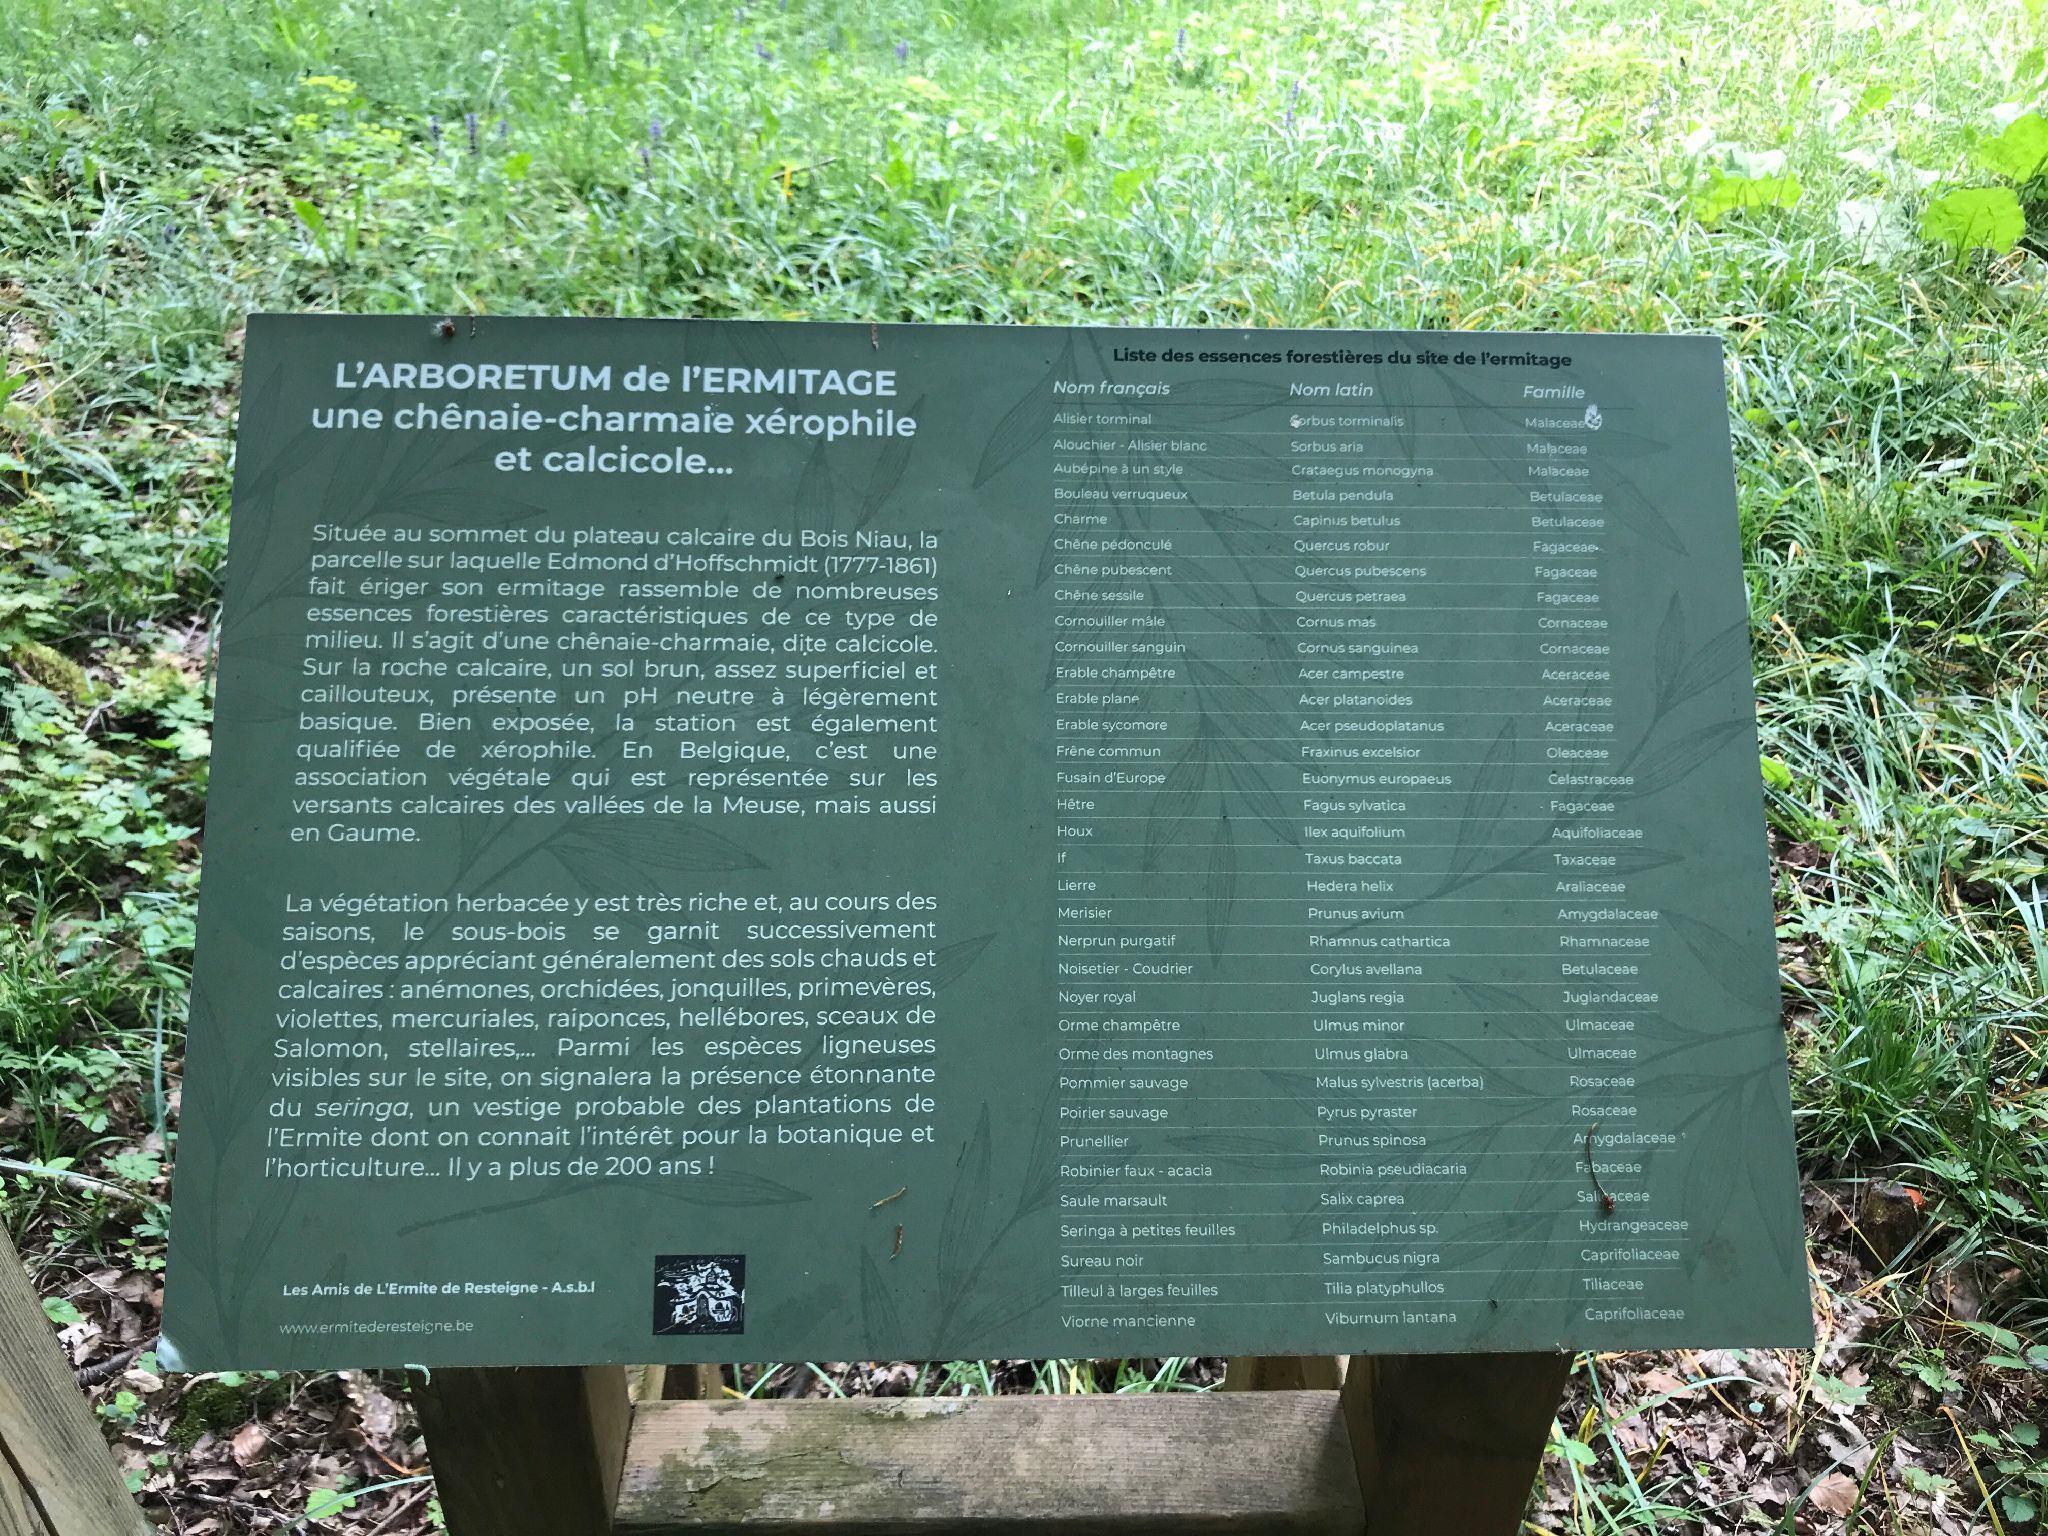 L'ARBORETUM de l'ERMITAGE
une chênaie-charmaie xérophile
et calcicole...
Située au sommet du plateau calcaire du Bois Niau, la
parcelle sur laquelle Edmond d'Hoffschmidt (1777-1861)
fait ériger son ermitage rassemble de nombreuses
essences forestières caractéristiques de ce type de
milieu. Il s'agit d'une chênaie-charmaie, dite calcicole.
Sur la roche calcaire, un sol brun, assez superficiel et
caillouteux, présente un pH neutre à légèrement
basique. Bien exposée, la station est également
qualifiée de xérophile. En Belgique, c'est une
association végétale qui est représentée sur les
versants calcaires des vallées de la Meuse, mais aussi
en Gaume.
La végétation herbacée y est très riche et, au cours des
saisons, le sous-bois se garnit successivement
d'espèces appréciant généralement des sols chauds et
calcaires : anémones, orchidées, jonquilles, primevères,
violettes, mercuriales, raiponces, hellébores, sceaux de
Salomon, stellaires,... Parmi les espèces ligneuses
visibles sur le site, on signalera la présence étonnante
du seringa, un vestige probable des plantations de
l'Ermite dont on connait l'intérêt pour la botanique et
l'horticulture... Il y a plus de 200 ans !
Les Amis de L'Ermite de Resteigne - A.s.b.l
www.ermitederesteigne.be
Liste des essences forestières du site de l'ermitage
Nom français Nom latin Famille
Alisier torminal Sorbus torminalis Malaceae
Alouchier - Alisier blanc Sorbus aria Malaceae
Aubépine à un style Crataegus monogyna Malaceae
Bouleau verruqueux Betula pendula Betulaceae
Charme Capinus betulus Betulaceae
Chêne pédonculé Quercus robur Fagaceae
Chêne pubescent Quercus pubescens Fagaceae
Chêne sessile Quercus petraea Fagaceae
Cornouiller mâle Cornus mas Cornaceae
Cornouiller sanguin Cornus sanguinea Cornaceae
Erable champêtre Acer campestre Aceraceae
Erable plane Acer platanoides Aceraceae
Erable sycomore Acer pseudoplatanus Aceraceae
Frêne commun Fraxinus excelsior Oleaceae
Fusain d'Europe Euonymus europaeus Celastraceae
Hêtre Fagus sylvatica Fagaceae
Houx Ilex aquifolium Aquifoliaceae
If Taxus baccata Taxaceae
Lierre Hedera helix Araliaceae
Merisier Prunus avium Amygdalaceae
Nerprun purgatif Rhamnus cathartica Rhamnaceae
Noisetier - Coudrier Corylus avellana Betulaceae
Noyer royal Juglans regia Juglandaceae
Orme champêtre Ulmus minor Ulmaceae
Orme des montagnes Ulmus glabra Ulmaceae
Pommier sauvage Malus sylvestris (acerba) Rosaceae
Poirier sauvage Pyrus pyraster Rosaceae
Prunellier Prunus spinosa Amygdalaceae
Robinier faux - acacia Robinia pseudiacaria Fabaceae
Saule marsault Salix caprea Salicaceae
Seringa à petites feuilles Philadelphus sp. Hydrangeaceae
Sureau noir Sambucus nigra Caprifoliaceae
Tilleul à larges feuilles Tilia platyphullos Tiliaceae
Viorne mancienne Viburnum lantana Caprifoliaceae